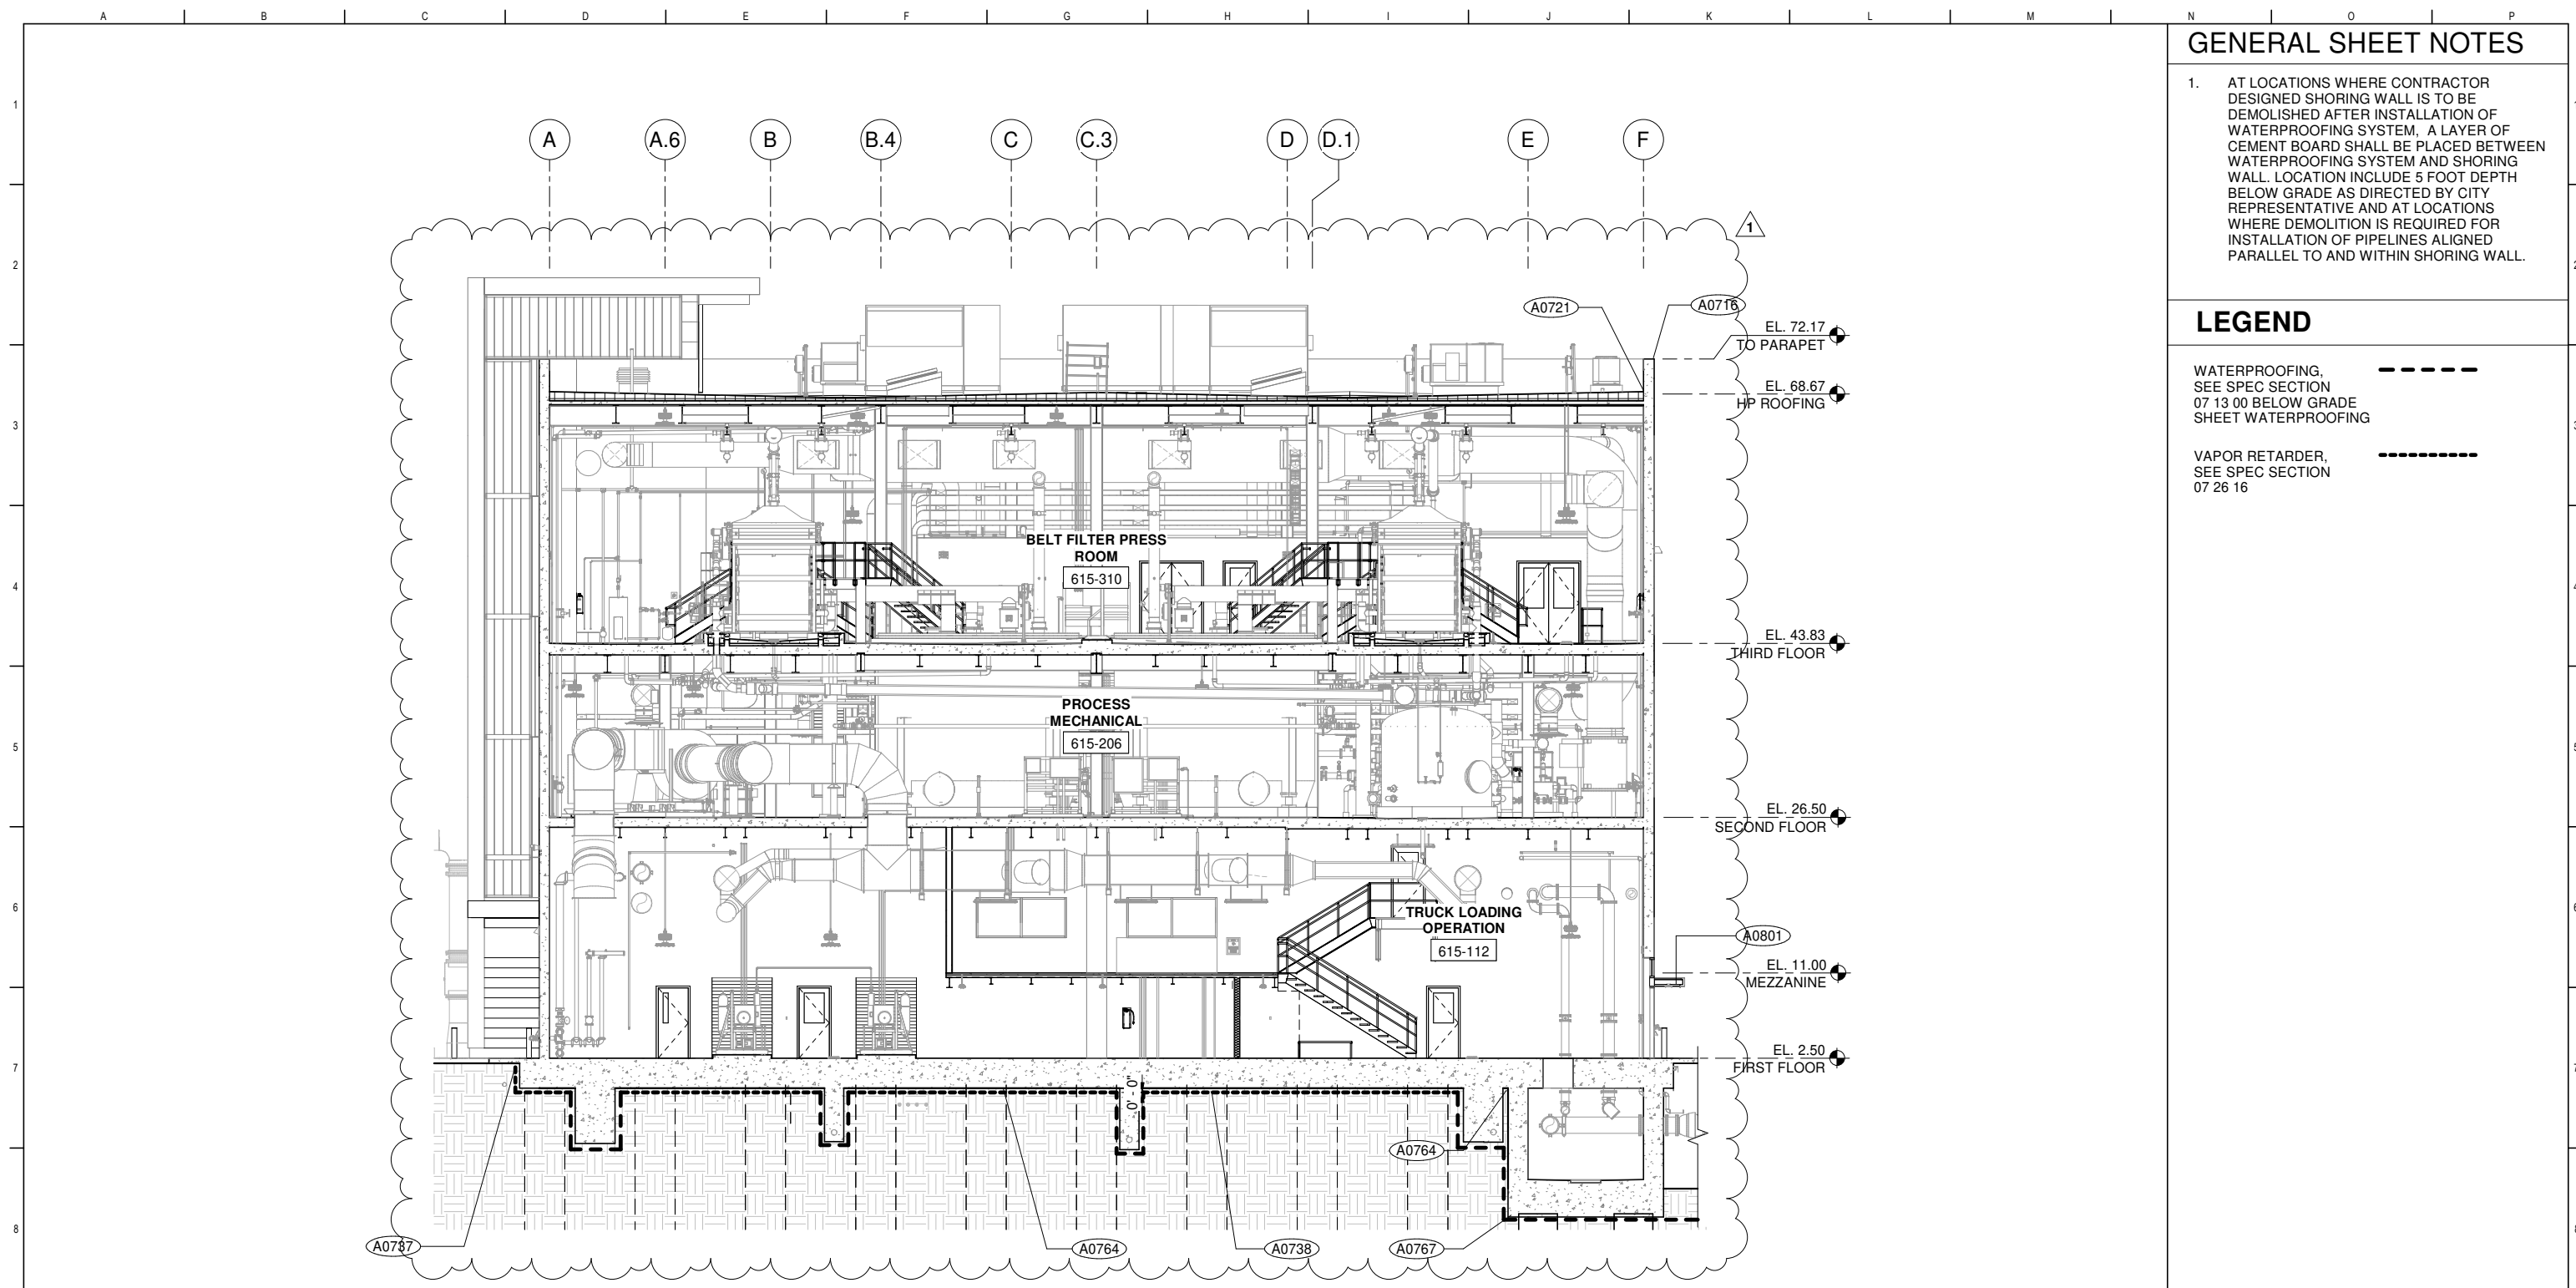 A B C D E F G H I J K L M N O P
GENERAL SHEET NOTES
1. AT LOCATIONS WHERE CONTRACTOR
DESIGNED SHORING WALL IS TO BE
DEMOLISHED AFTER INSTALLATION OF
WATERPROOFING SYSTEM, A LAYER OF
CEMENT BOARD SHALL BE PLACED BETWEEN
WATERPROOFING SYSTEM AND SHORING
WALL. LOCATION INCLUDE 5 FOOT DEPTH
BELOW GRADE AS DIRECTED BY CITY
REPRESENTATIVE AND AT LOCATIONS
WHERE DEMOLITION IS REQUIRED FOR
INSTALLATION OF PIPELINES ALIGNED
PARALLEL TO AND WITHIN SHORING WALL.
LEGEND
WATERPROOFING,
SEE SPEC SECTION
07 13 00 BELOW GRADE
SHEET WATERPROOFING
VAPOR RETARDER,
SEE SPEC SECTION
07 26 16
1
2
3
4
5
6
7
8
A A.6 B B.4 C C.3 D D.1 E F
1
A0721
A0716
EL. 72.17
TO PARAPET
EL. 68.67
HP ROOFING
BELT FILTER PRESS
ROOM
615-310
EL. 43.83
THIRD FLOOR
PROCESS
MECHANICAL
615-206
EL. 26.50
SECOND FLOOR
TRUCK LOADING
OPERATION
615-112
A0801
EL. 11.00
MEZZANINE
EL. 2.50
FIRST FLOOR
0' - 0"
A0764
A0737
A0764
A0738
A0767